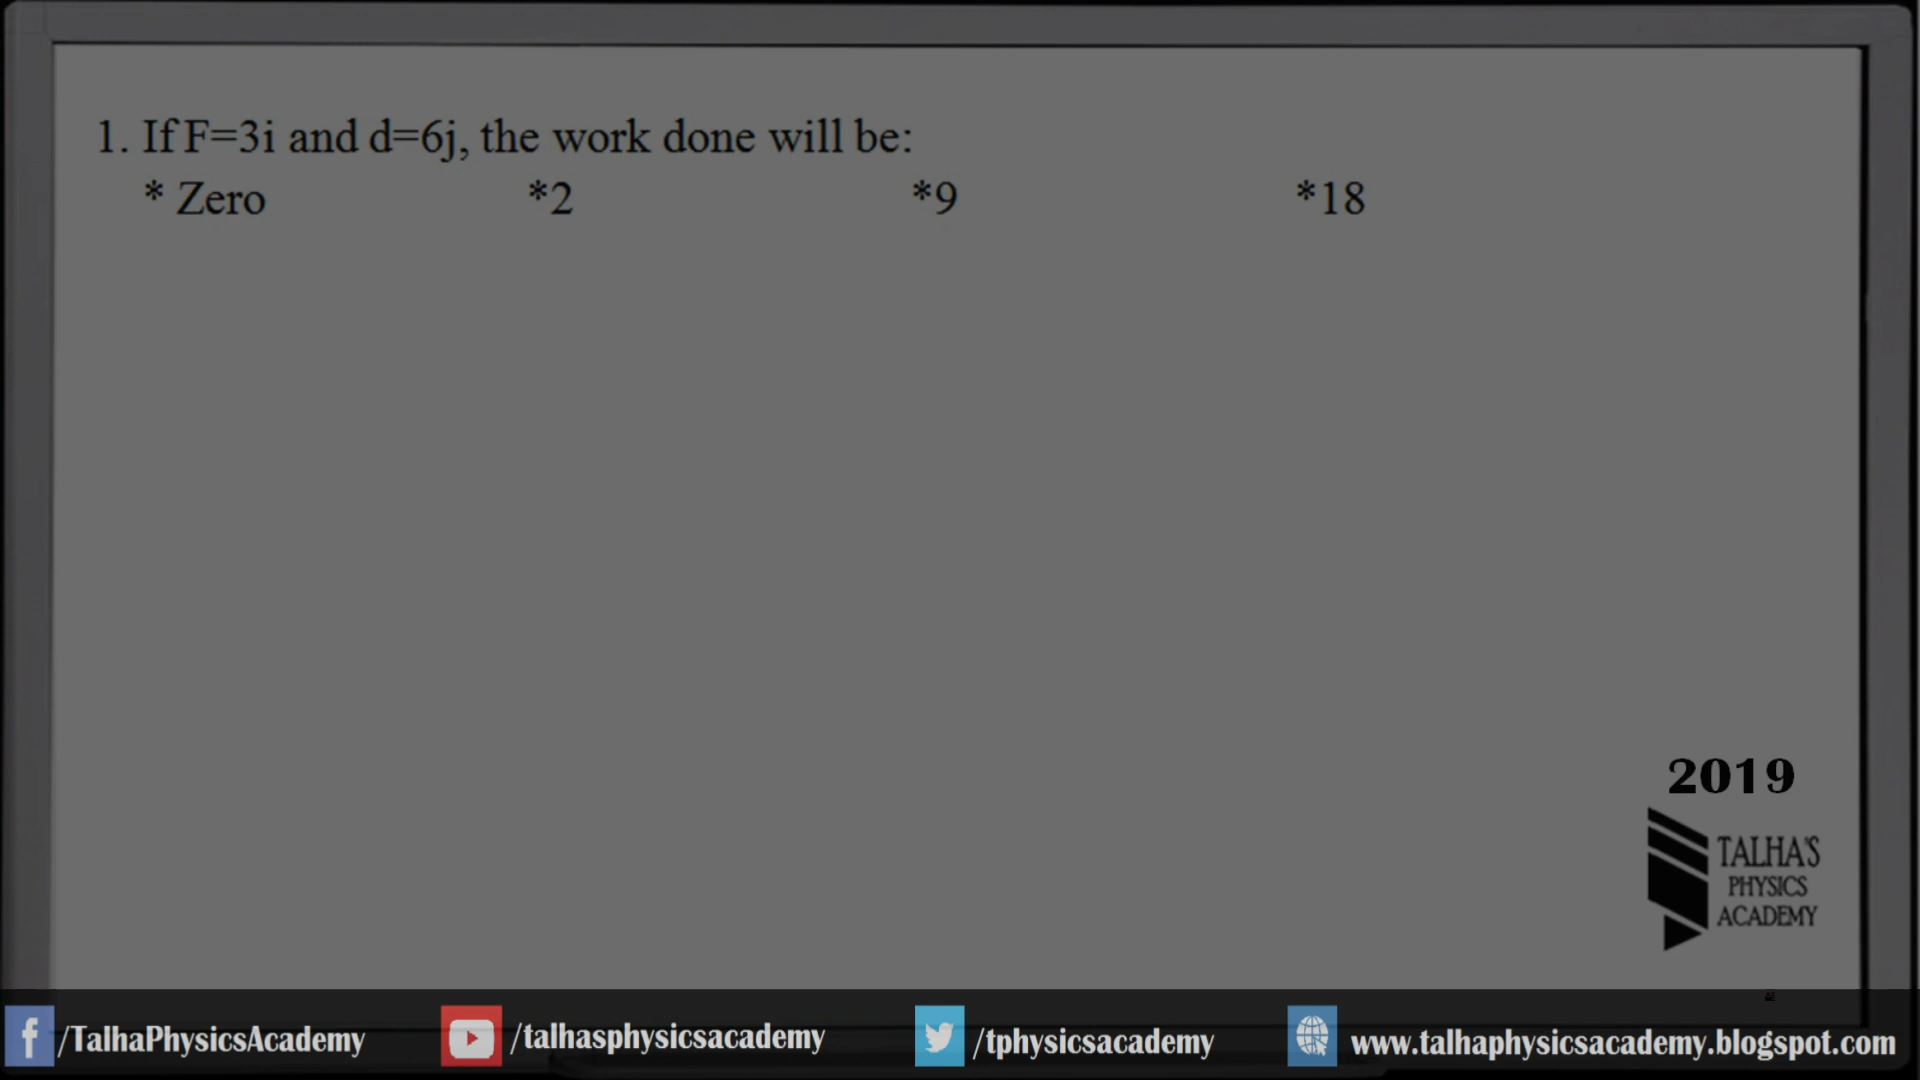 1. If F=3i and d=6j, the work done will be:
* Zero *2 *9 *18
2019
TALHA'S
PHYSICS
ACADEMY
/TalhaPhysicsAcademy /talhasphysicsacademy /tphysicsacademy www.talhaphysicsacademy.blogspot.com